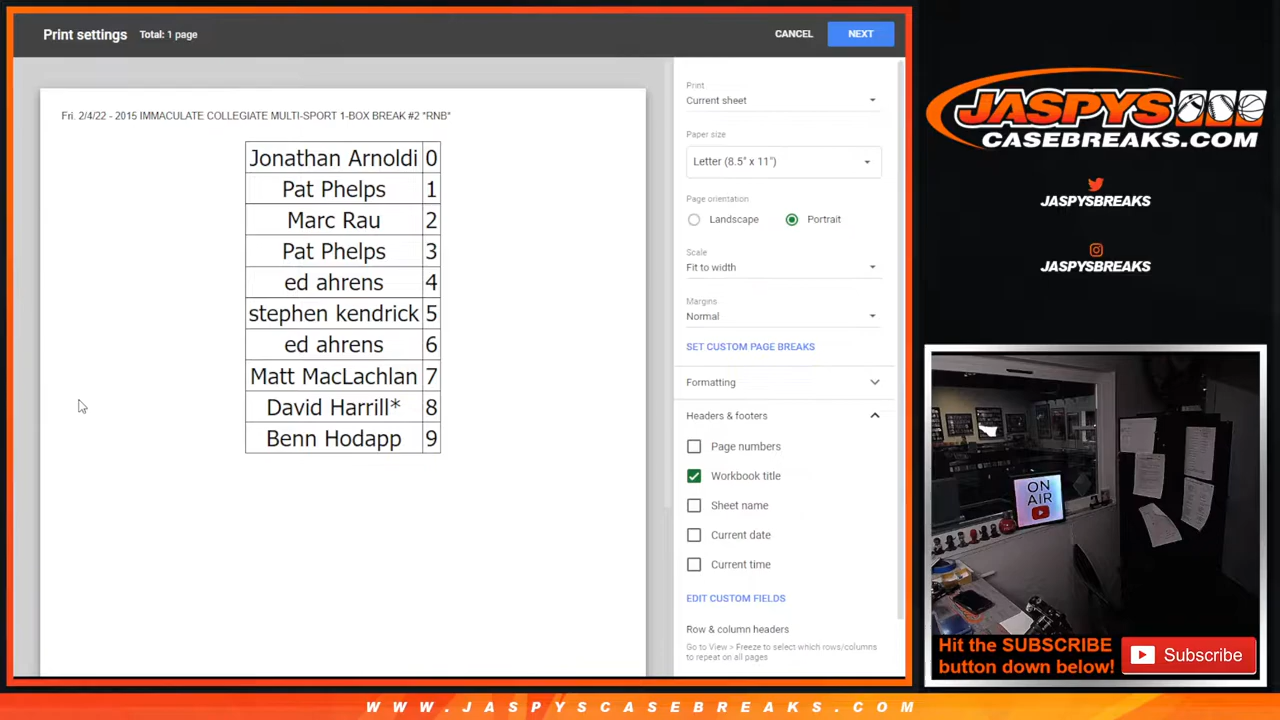 Print settings Total: 1 page CANCEL NEXT
Fri. 2/4/22 - 2015 IMMACULATE COLLEGIATE MULTI-SPORT 1-BOX BREAK #2 "RNB"
Jonathan Arnoldi 0
Pat Phelps 1
Marc Rau 2
Pat Phelps 3
ed ahrens 4
stephen kendrick 5
ed ahrens 6
Matt MacLachlan 7
David Harrill* 8
Benn Hodapp 9
Print
Current sheet
Paper size
Letter (8.5" x 11")
Page orientation
Landscape Portrait
Scale
Fit to width
Margins
Normal
SET CUSTOM PAGE BREAKS
Formatting
Headers & footers
Page numbers
Workbook title
Sheet name
Current date
Current time
EDIT CUSTOM FIELDS
Row & column headers
Go to View > Freeze to select which rows/columns
to repeat on all pages
JASPYS
CASEBREAKS.COM
JASPYSBREAKS
JASPYSBREAKS
ON
AIR
Hit the SUBSCRIBE
button down below!
Subscribe
WWW.JASPYSCASEBREAKS.COM